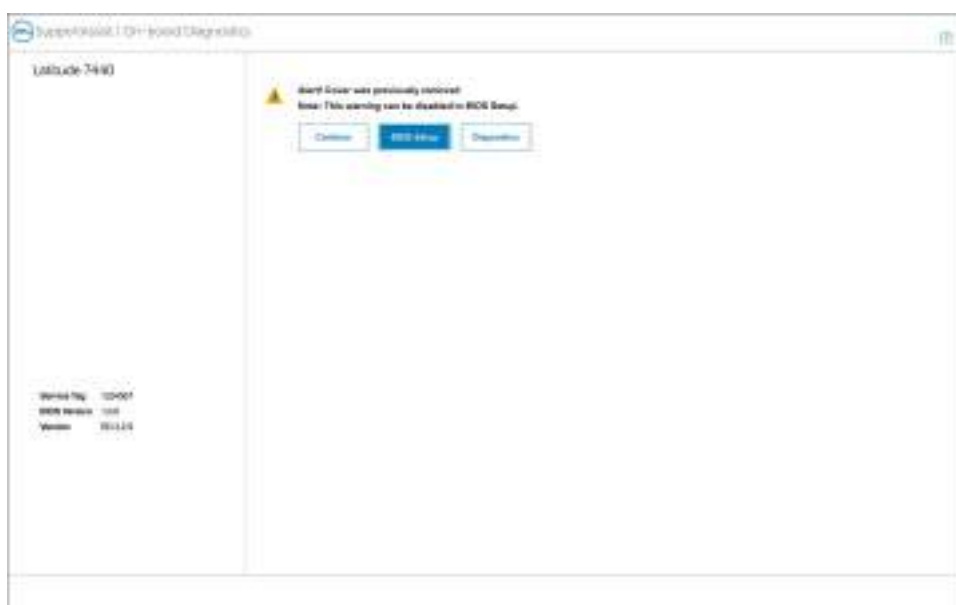 SupportAssist | On-board Diagnostics
Latitude 7440
Alert! Cover was previously removed
Note: This warning can be disabled in BIOS Setup.
Continue BIOS Setup Diagnostics
Service Tag
BIOS Version
Version